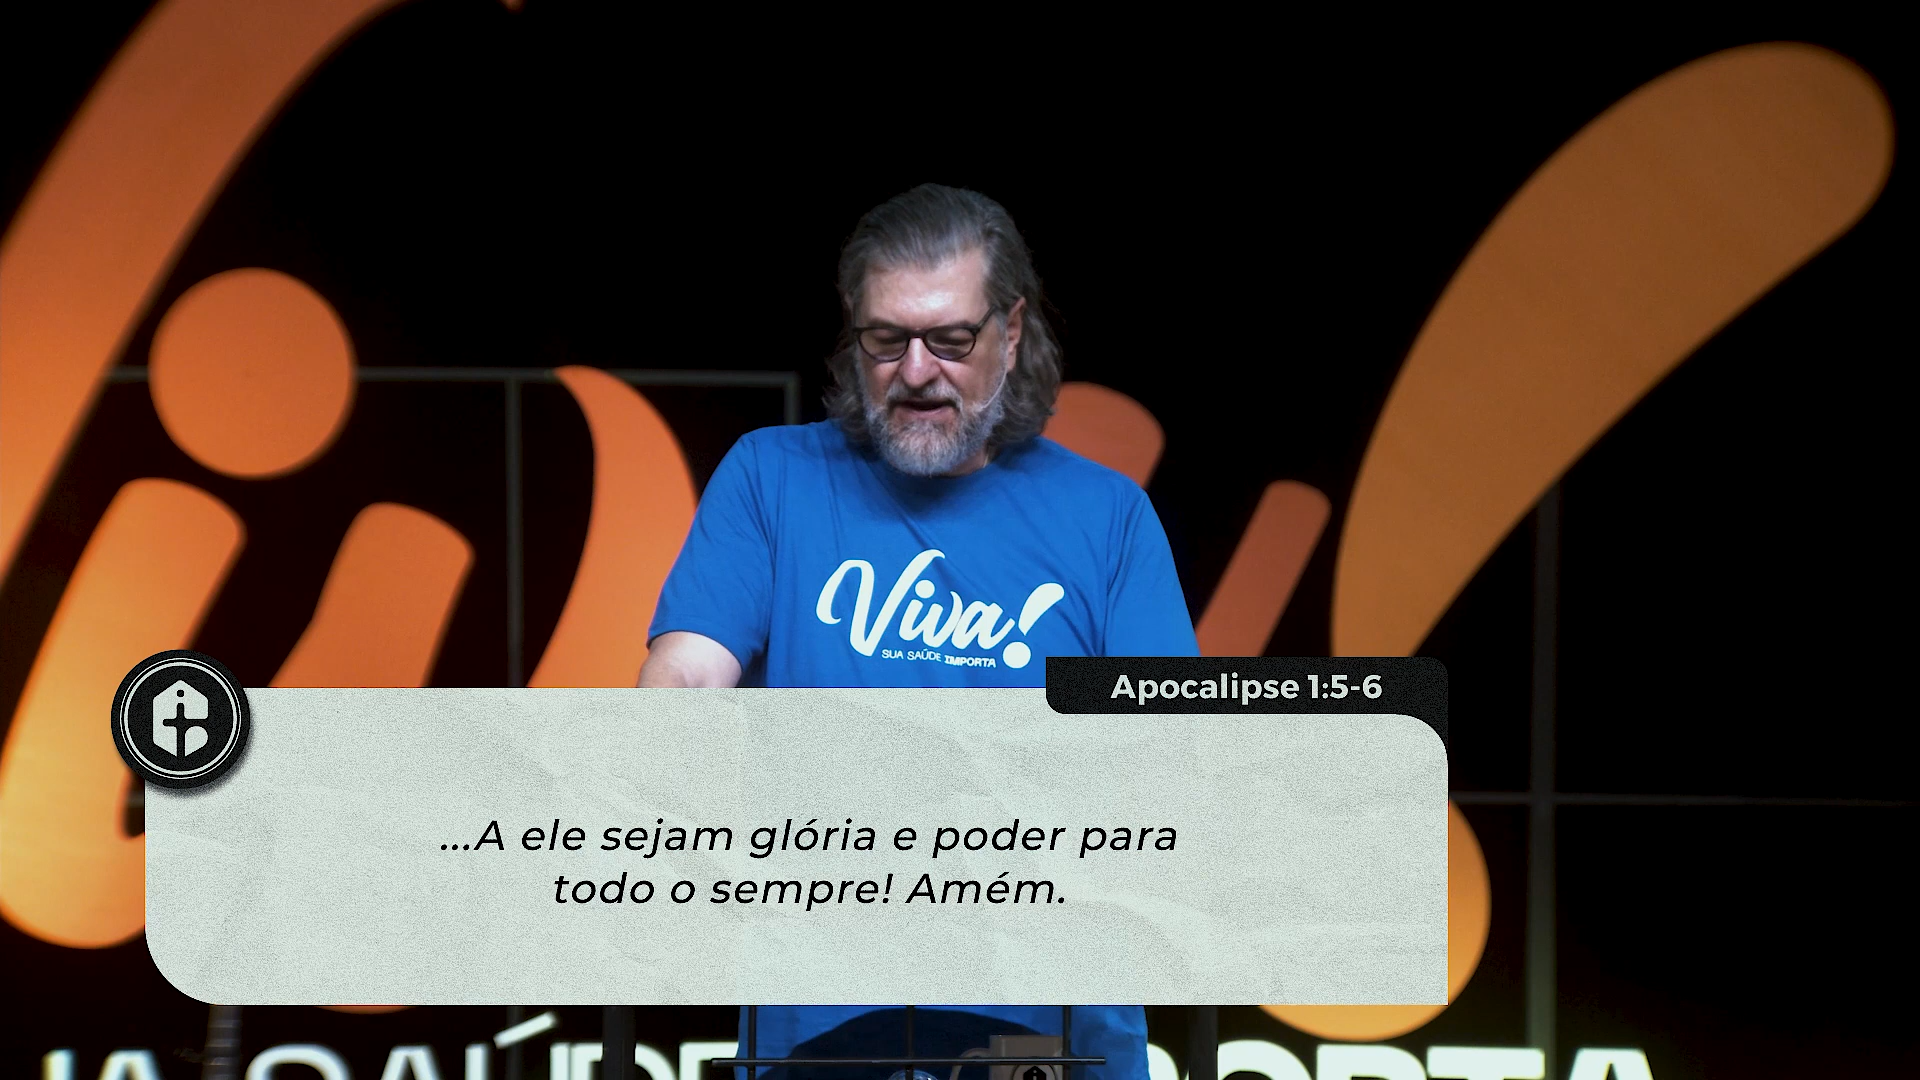 Viva!
SUA SAÚDE IMPORTA
Apocalipse 1:5-6
...A ele sejam glória e poder para
todo o sempre! Amém.